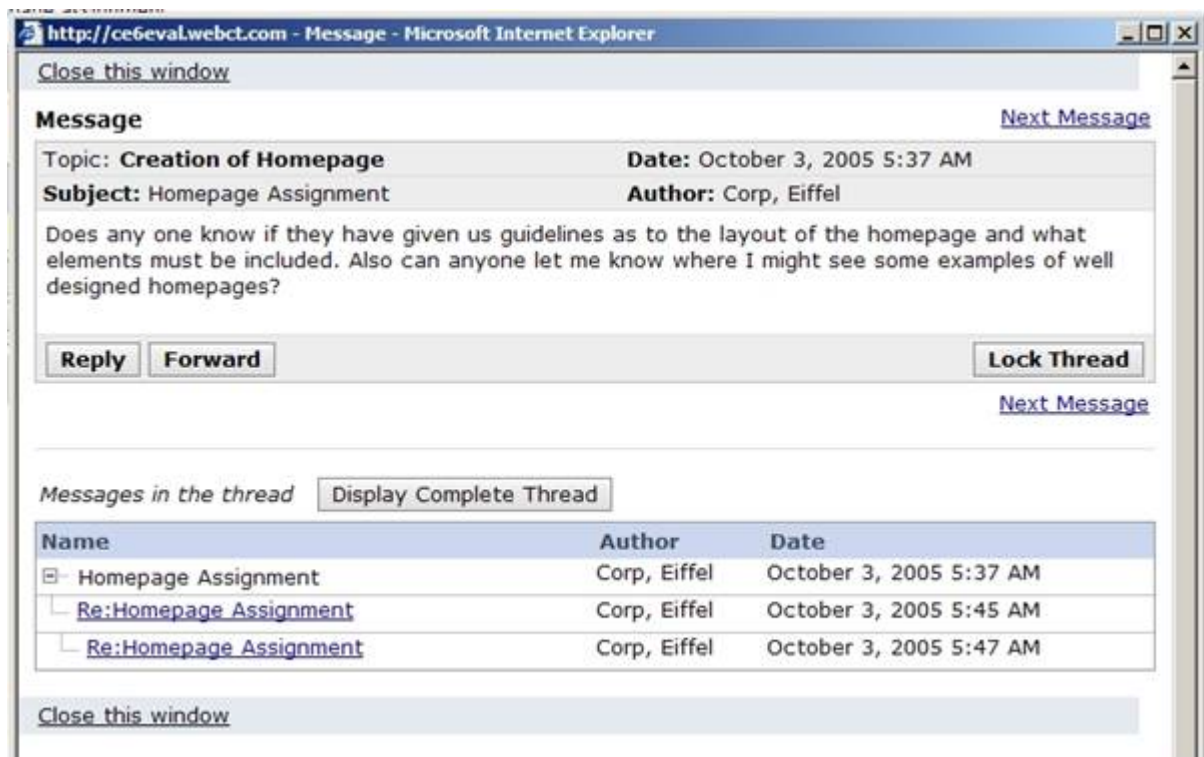 http://ce6eval.webct.com - Message - Microsoft Internet Explorer
Close this window
Message Next Message
Topic: Creation of Homepage Date: October 3, 2005 5:37 AM
Subject: Homepage Assignment Author: Corp, Eiffel
Does any one know if they have given us guidelines as to the layout of the homepage and what
elements must be included. Also can anyone let me know where I might see some examples of well
designed homepages?
Reply Forward Lock Thread
Next Message
Messages in the thread Display Complete Thread
Name Author Date
Homepage Assignment Corp, Eiffel October 3, 2005 5:37 AM
Re:Homepage Assignment Corp, Eiffel October 3, 2005 5:45 AM
Re:Homepage Assignment Corp, Eiffel October 3, 2005 5:47 AM
Close this window